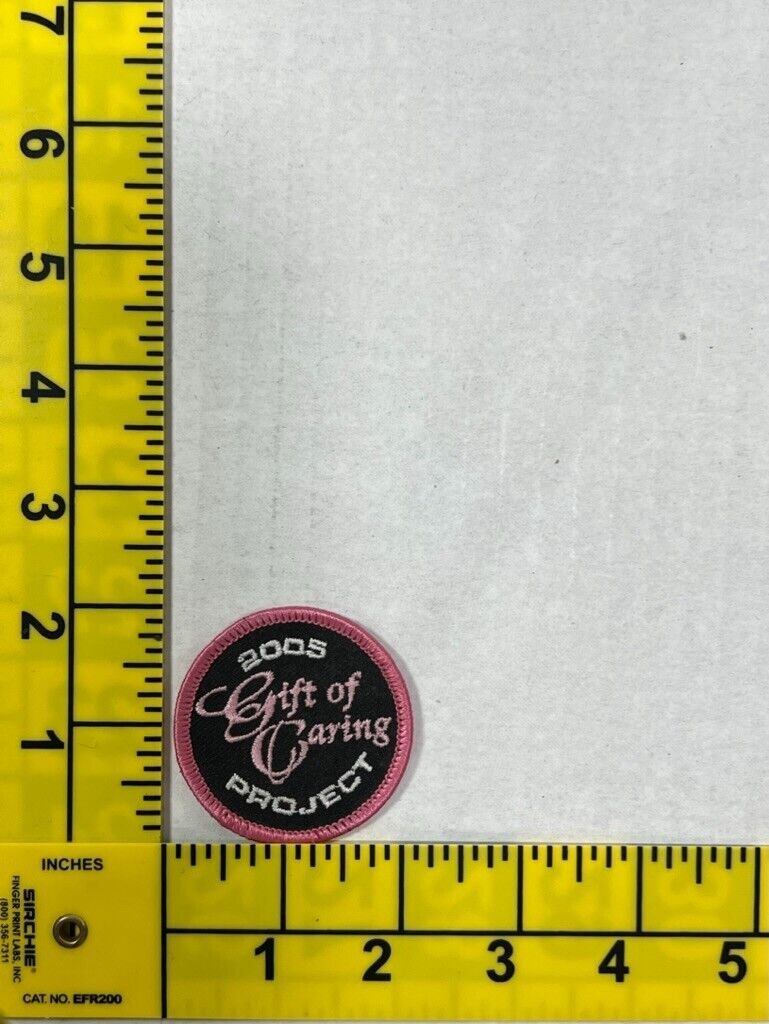 7
6
5
4
3
2
1
2005
Gift of
Caring
PROJECT
INCHES
SIRCHIE®
FINGER PRINT LABS, INC
(800) 356-7311
CAT. NO. EFR200
1 2 3 4 5